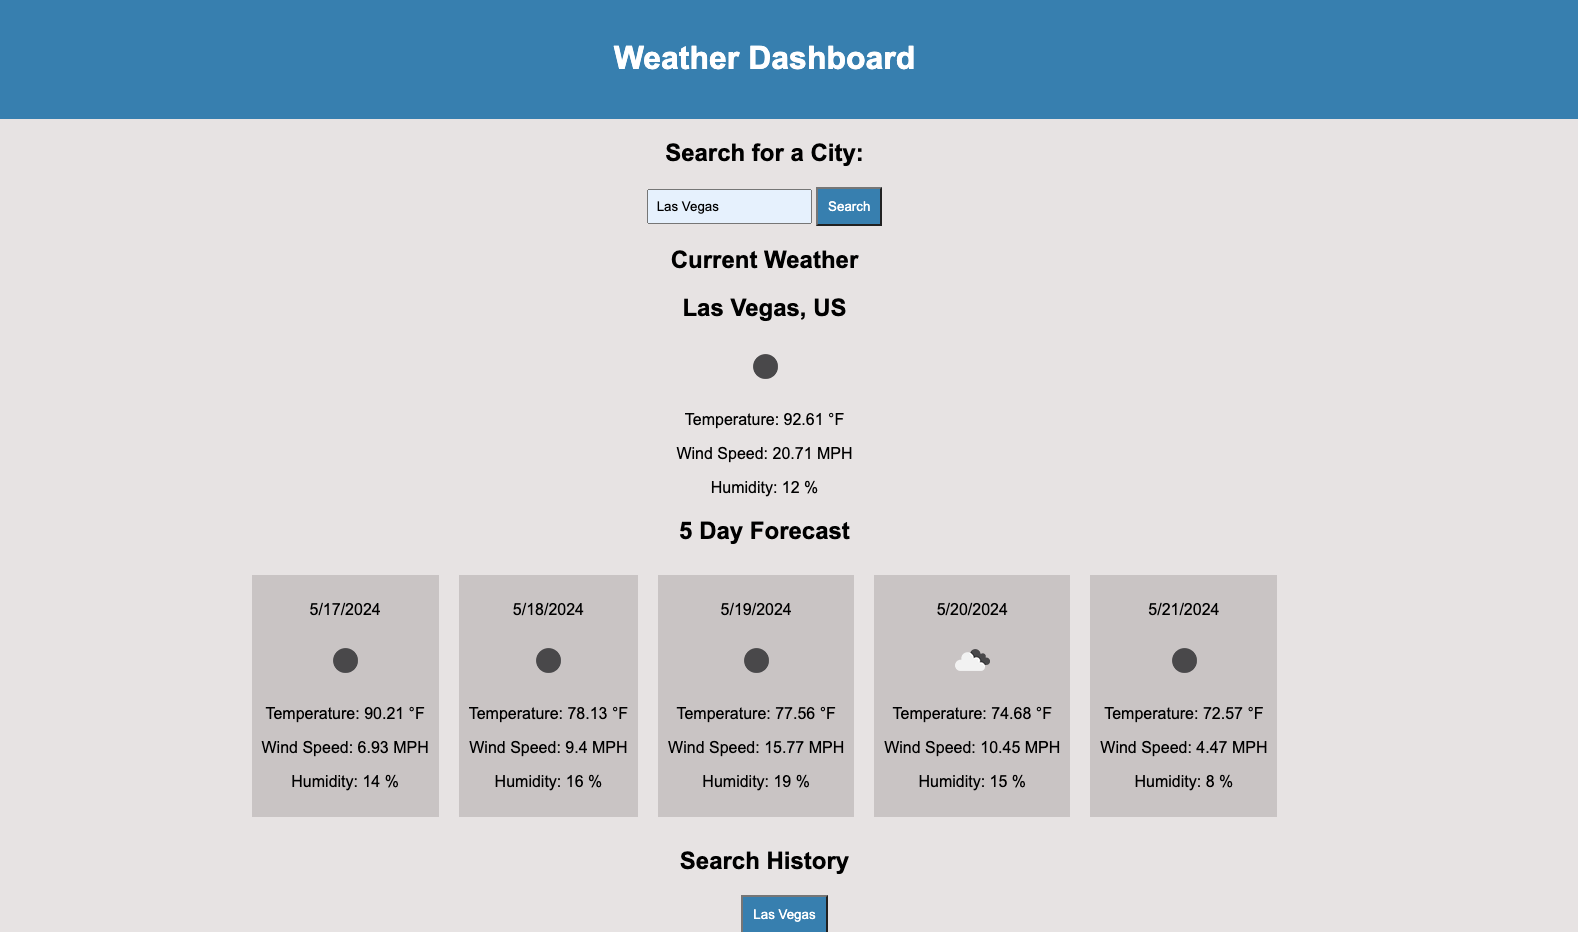 Weather Dashboard
Search for a City:
Las Vegas
Search
Current Weather
Las Vegas, US
Temperature: 92.61 °F
Wind Speed: 20.71 MPH
Humidity: 12 %
5 Day Forecast
5/17/2024
Temperature: 90.21 °F
Wind Speed: 6.93 MPH
Humidity: 14 %
5/18/2024
Temperature: 78.13 °F
Wind Speed: 9.4 MPH
Humidity: 16 %
5/19/2024
Temperature: 77.56 °F
Wind Speed: 15.77 MPH
Humidity: 19 %
5/20/2024
Temperature: 74.68 °F
Wind Speed: 10.45 MPH
Humidity: 15 %
5/21/2024
Temperature: 72.57 °F
Wind Speed: 4.47 MPH
Humidity: 8 %
Search History
Las Vegas